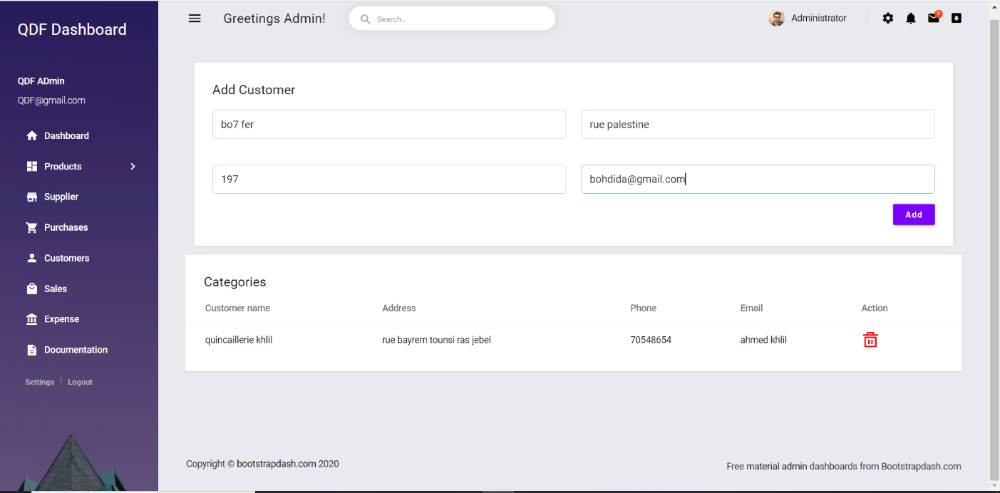 QDF Dashboard
Greetings Admin!
Search..
Administrator
3
QDF ADmin
QDF@gmail.com
Dashboard
Products
Supplier
Purchases
Customers
Sales
Expense
Documentation
Settings
Logout
Add Customer
bo7 fer
rue palestine
197
bohdida@gmail.com
Add
Categories
Customer name Address Phone Email Action
quincaillerie khlil rue bayrem tounsi ras jebel 70548654 ahmed khlil
Copyright © bootstrapdash.com 2020
Free material admin dashboards from Bootstrapdash.com